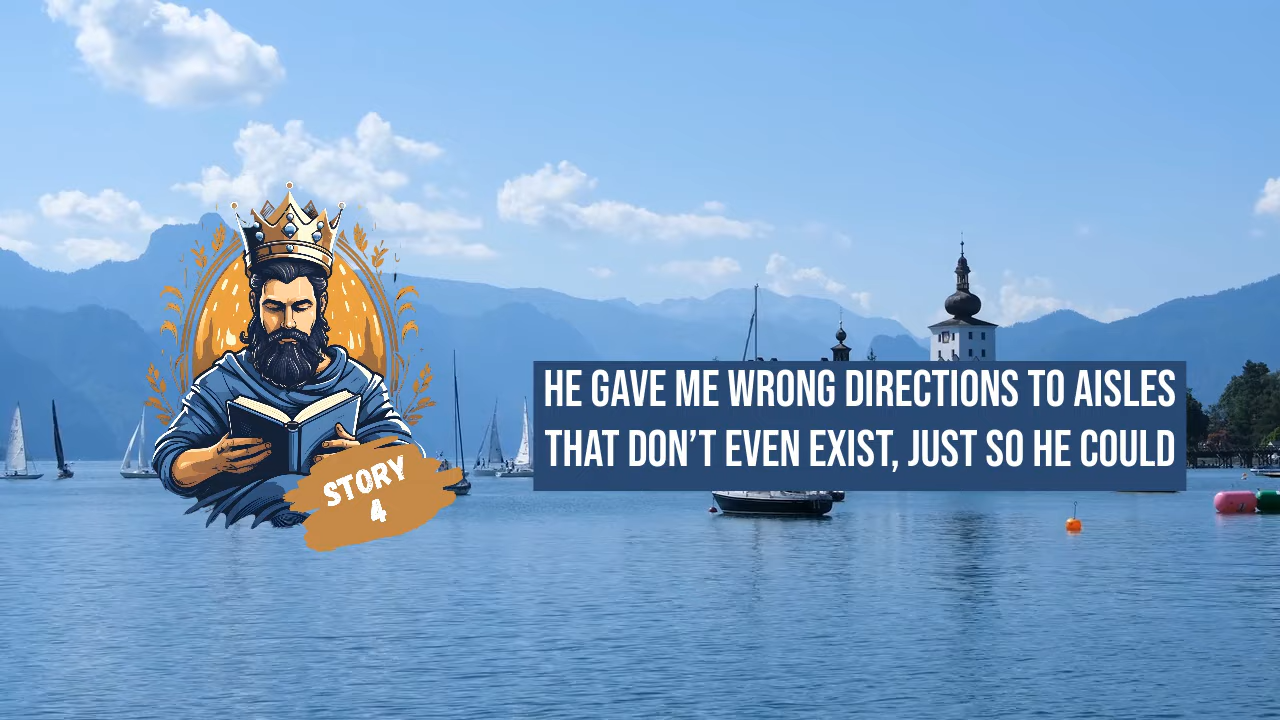 HE GAVE ME WRONG DIRECTIONS TO AISLES
THAT DON’T EVEN EXIST, JUST SO HE COULD
STORY
4